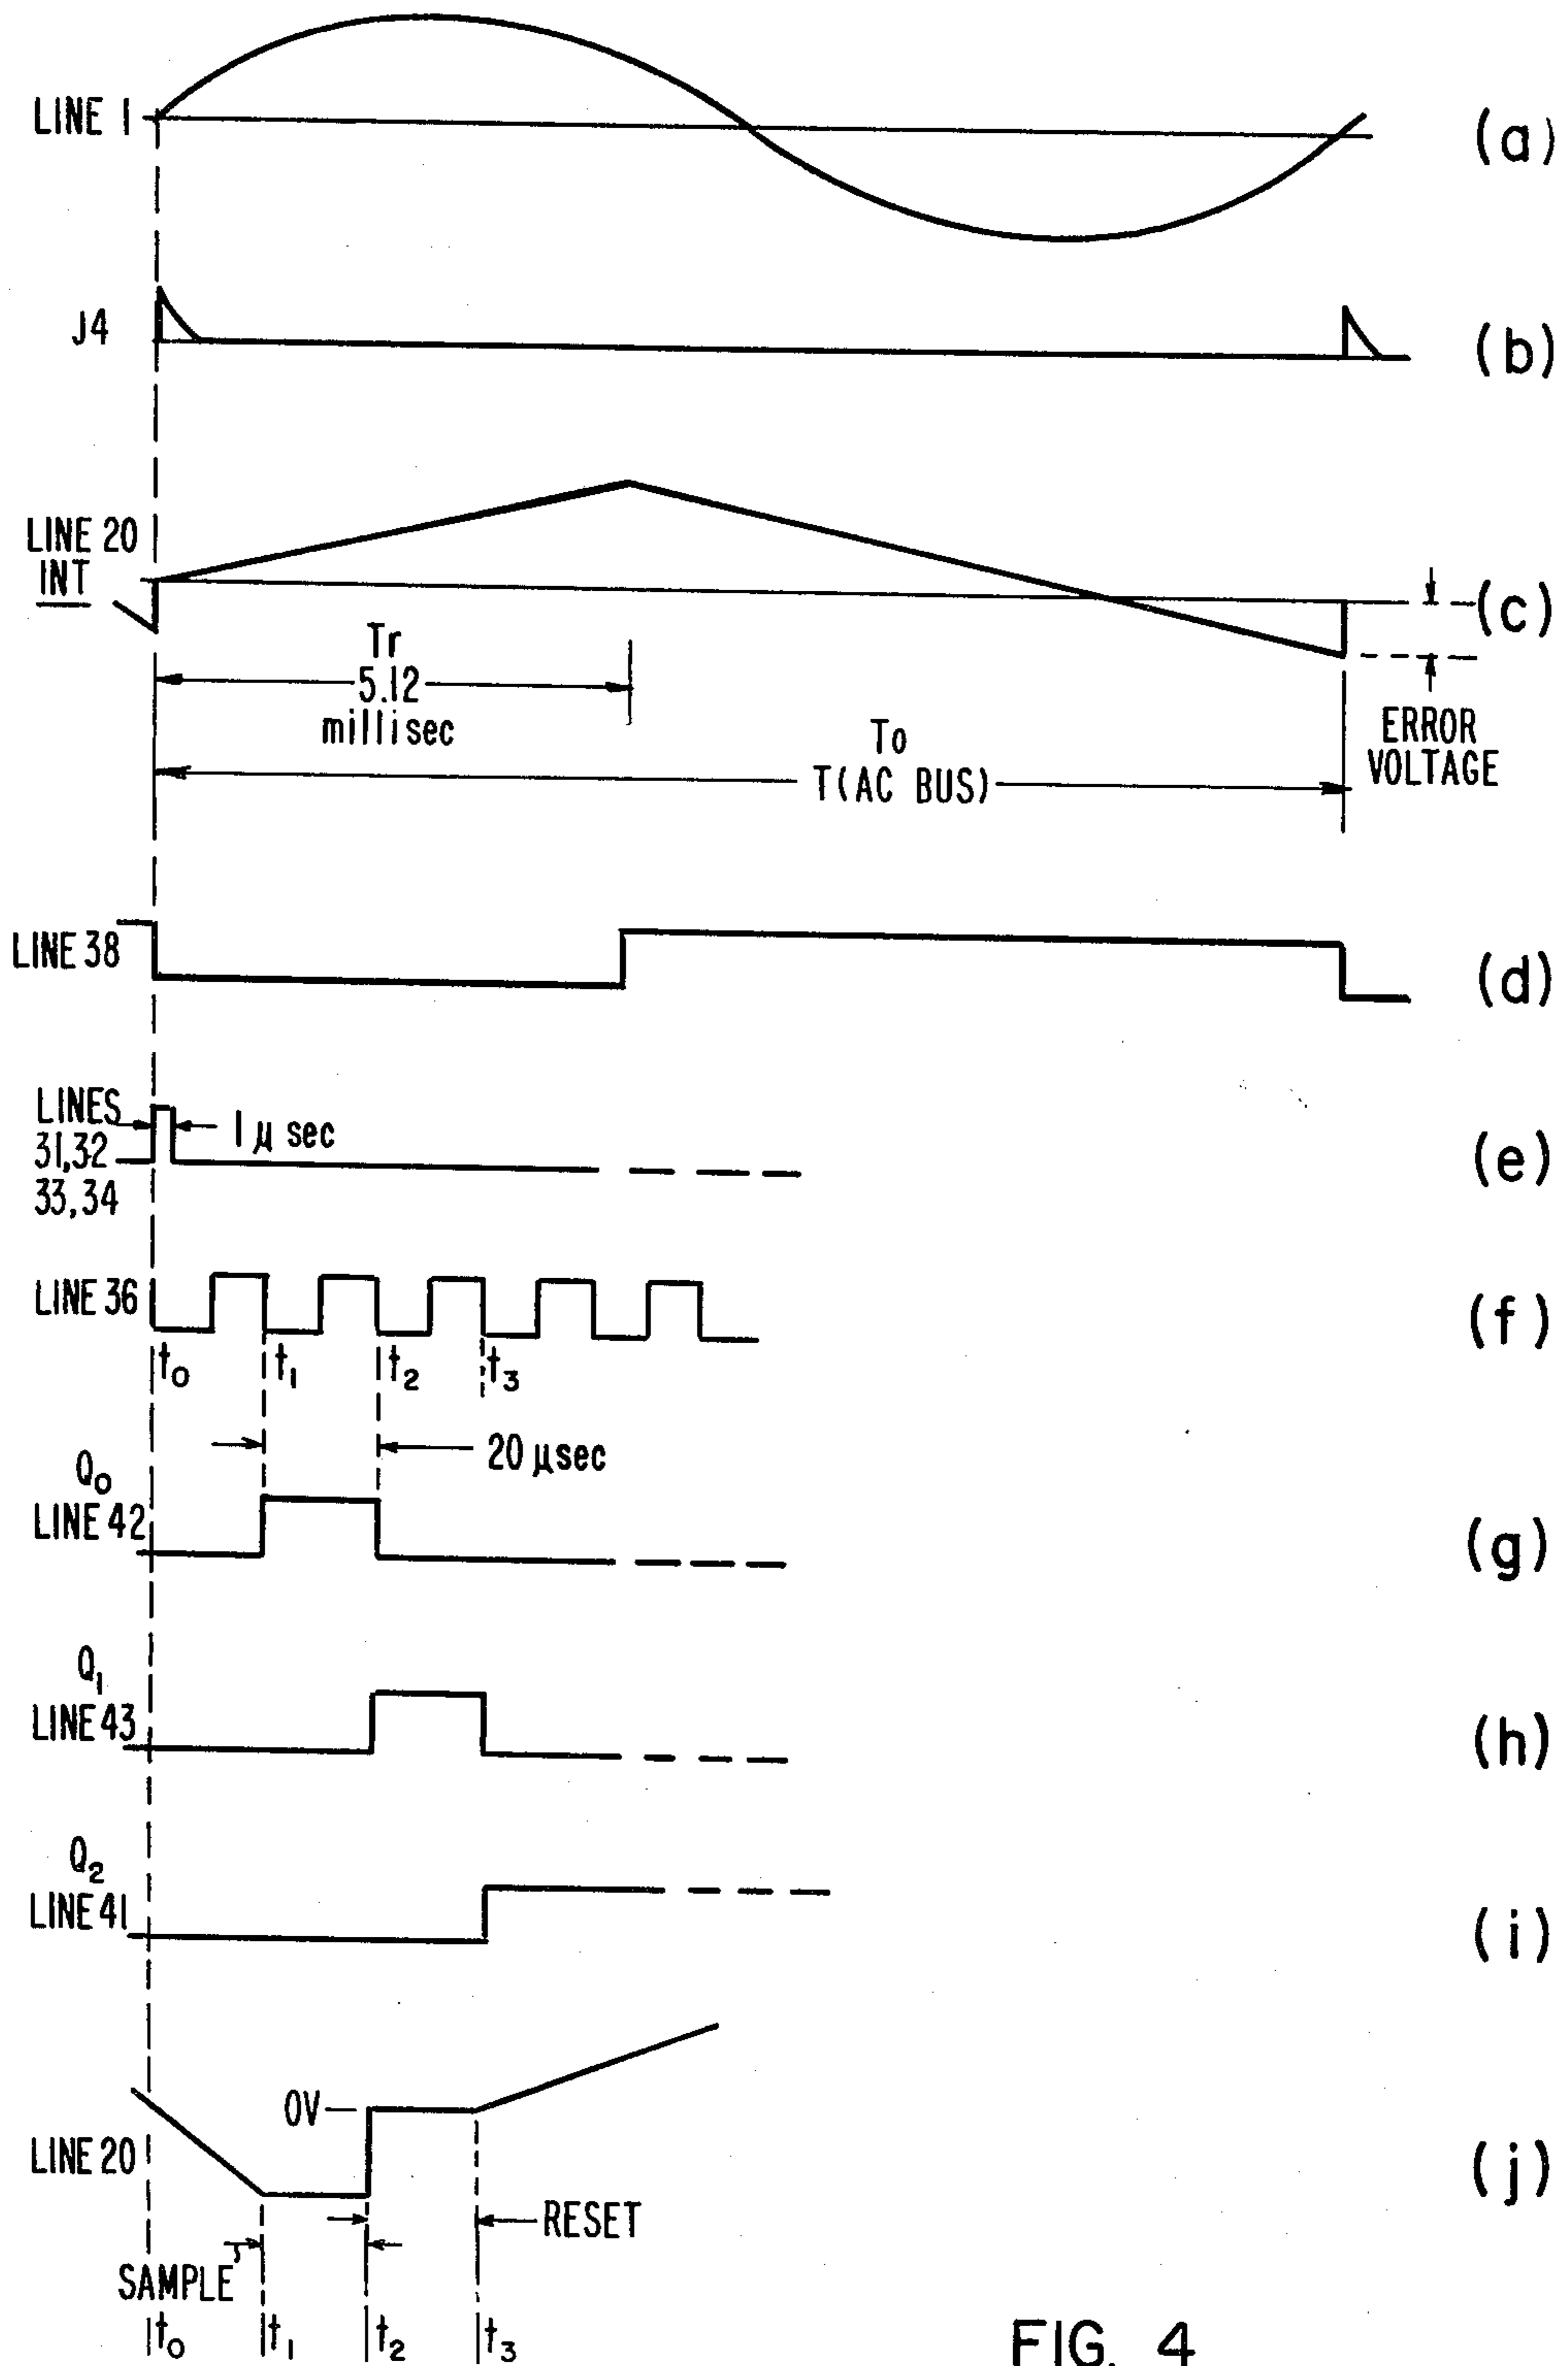 LINE 1
(a)
J4
(b)
LINE 20
INT
(c)
Tr
5.12
millisec
To
T(AC BUS)
ERROR
VOLTAGE
LINE 38
(d)
LINES
31,32
33,34
1 μ sec
(e)
LINE 36
(f)
t₀ t₁ t₂ t₃
20 μsec
Q₀
LINE 42
(g)
Q₁
LINE 43
(h)
Q₂
LINE 41
(i)
0V
LINE 20
(j)
RESET
SAMPLE
t₀ t₁ t₂ t₃
FIG. 4